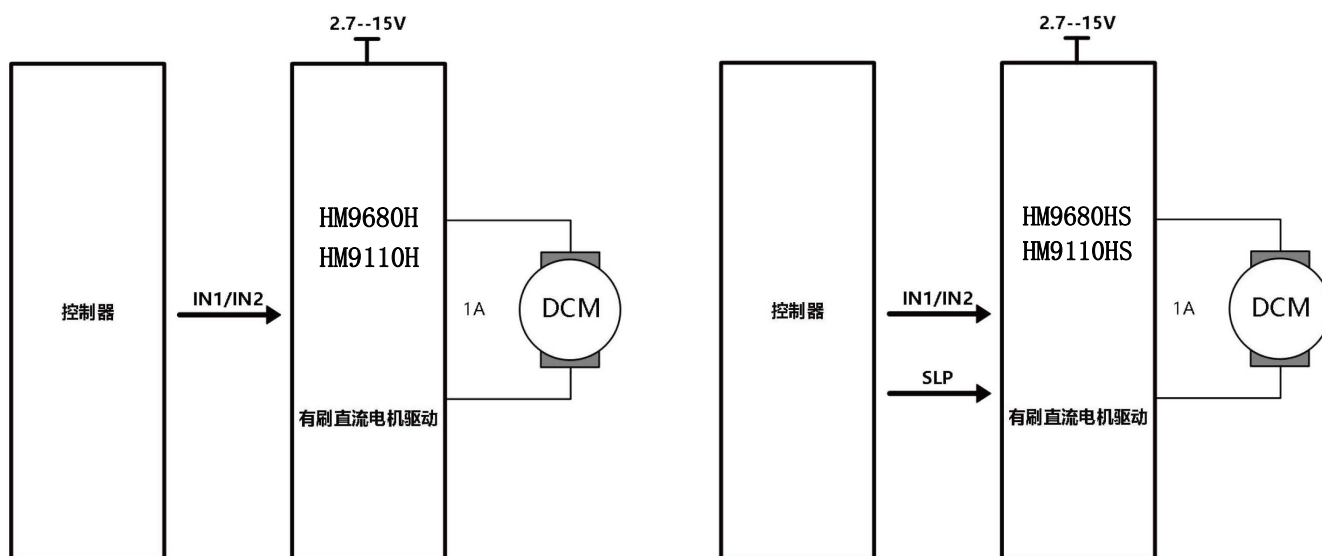 2.7--15V
HM9680H
HM9110H
控制器
IN1/IN2
1A
DCM
有刷直流电机驱动
2.7--15V
HM9680HS
HM9110HS
控制器
IN1/IN2
SLP
1A
DCM
有刷直流电机驱动